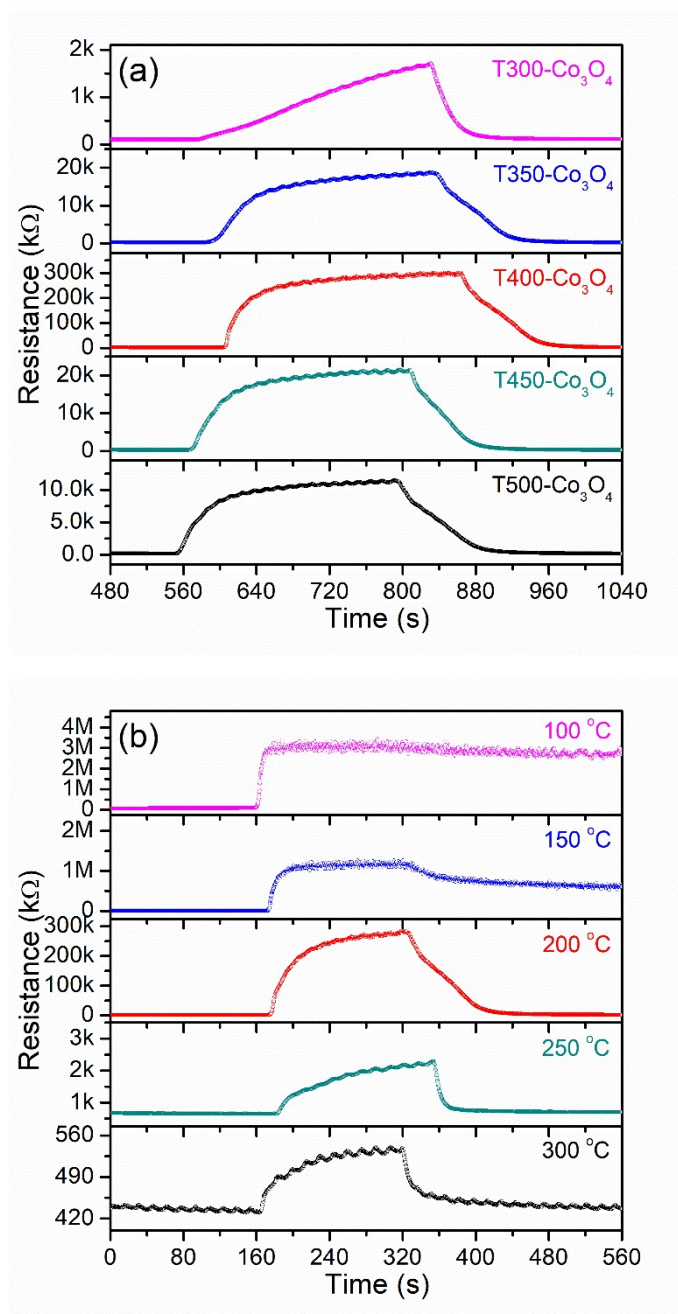 (a)
T300-Co₃O₄
2k
1k
0
T350-Co₃O₄
20k
10k
0
T400-Co₃O₄
300k
200k
100k
0
T450-Co₃O₄
20k
10k
0
T500-Co₃O₄
10.0k
5.0k
0.0
Resistance (kΩ)
480 560 640 720 800 880 960 1040
Time (s)
(b)
100 °C
4M
3M
2M
1M
0
150 °C
2M
1M
0
200 °C
300k
200k
100k
0
250 °C
3k
2k
1k
300 °C
560
490
420
Resistance (kΩ)
0 80 160 240 320 400 480 560
Time (s)